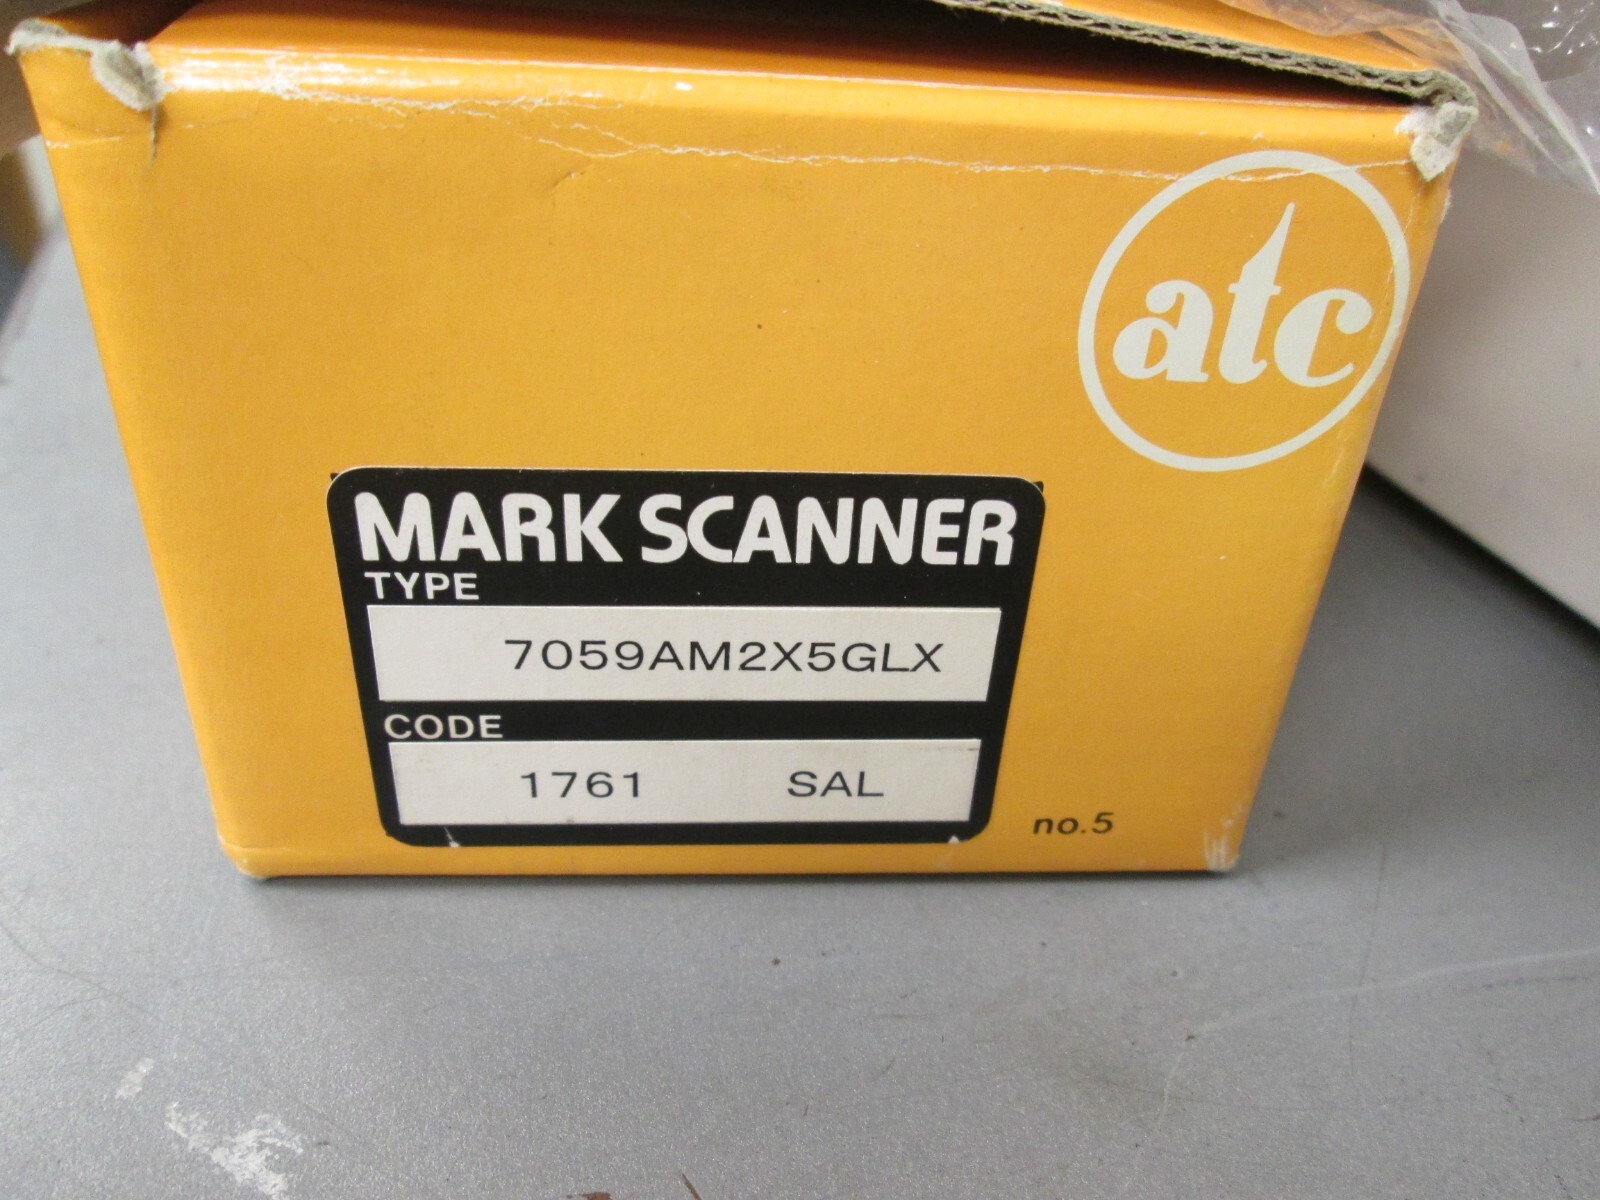 atc
MARK SCANNER
TYPE
7059AM2X5GLX
CODE
1761 SAL
no.5